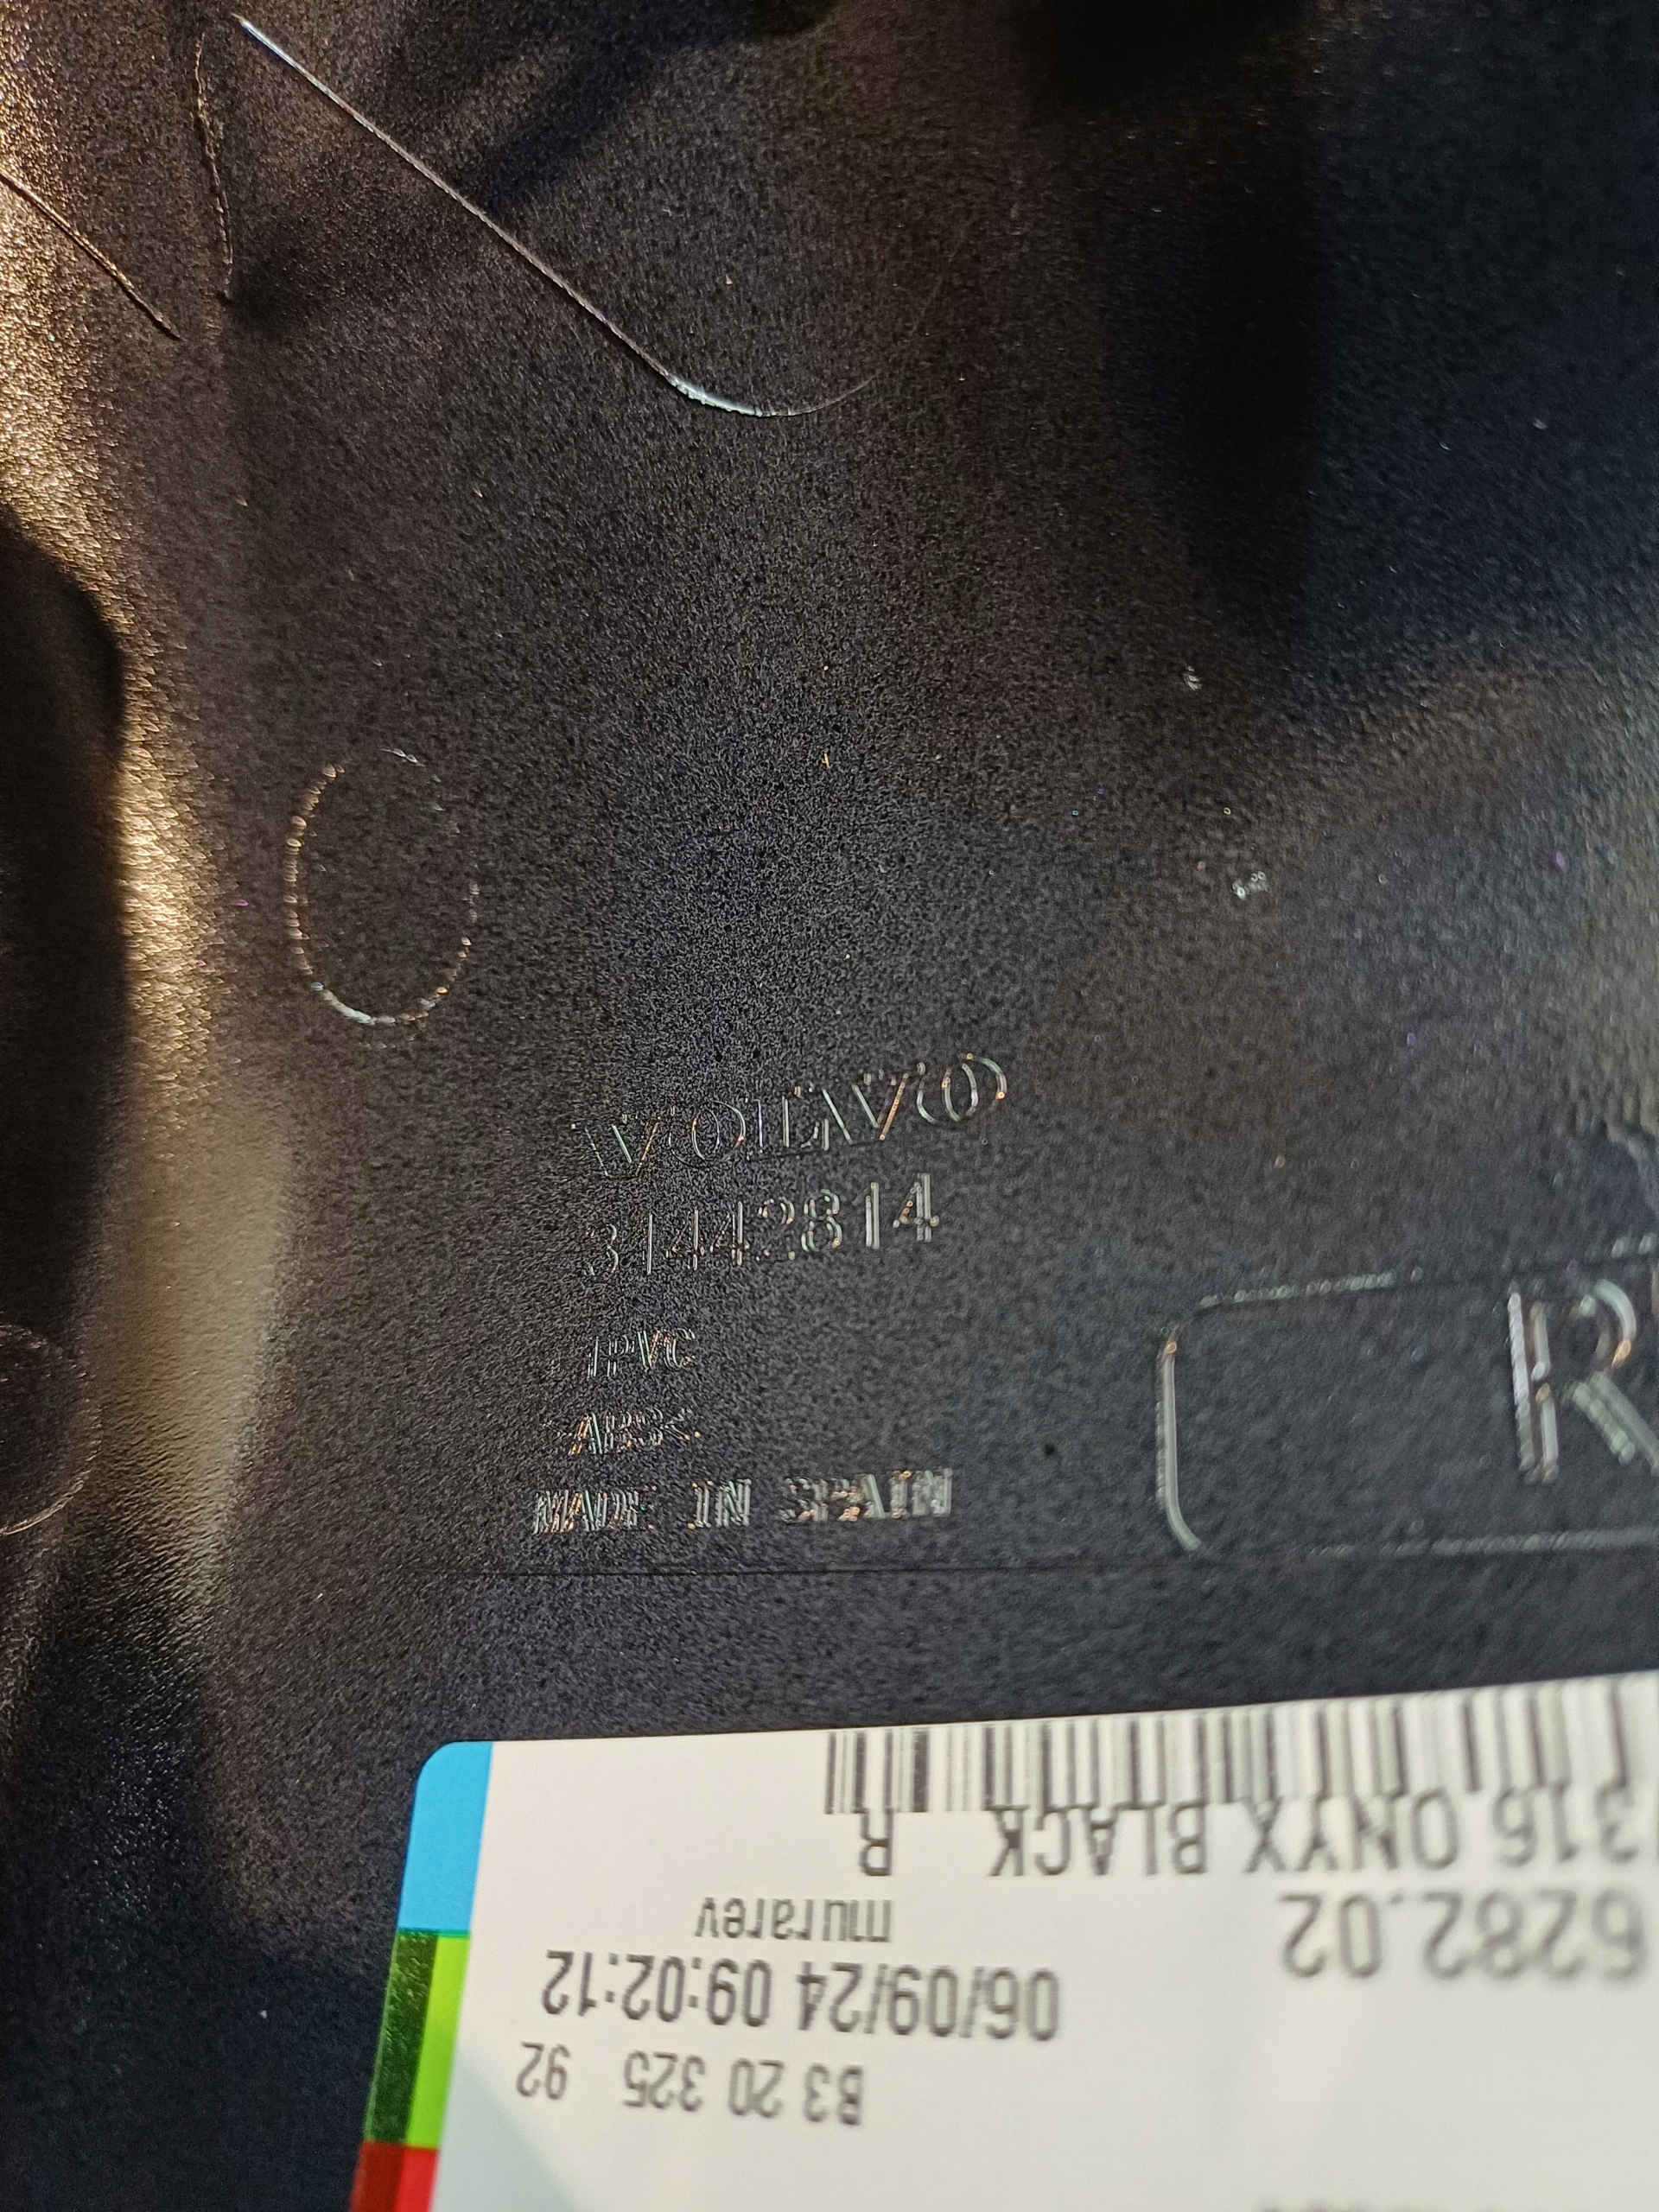 VOLVO
31442814
PVC
>ABS<
MADE IN SPAIN
R
316 ONYX BLACK R
6282.02
murarev
06/09/24 09:02:12
B3 20 325 92